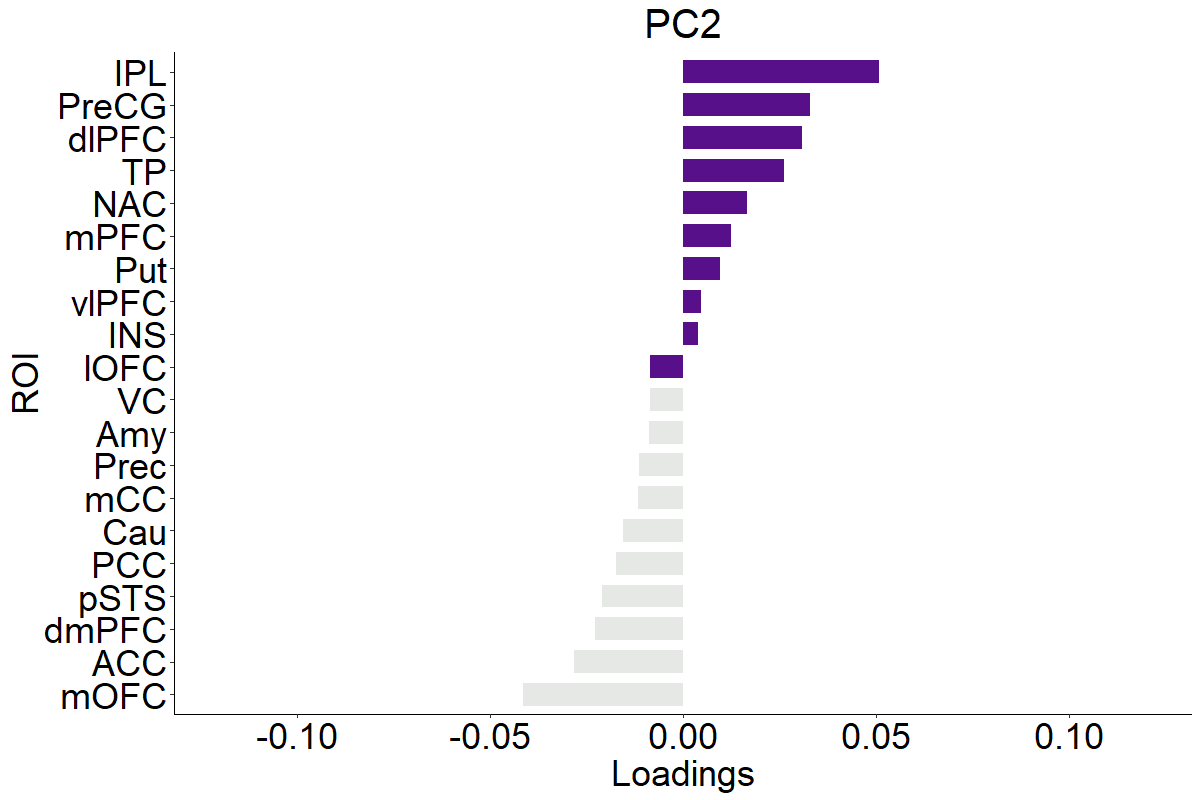 PC2
ROI
IPL
PreCG
dlPFC
TP
NAC
mPFC
Put
vlPFC
INS
lOFC
VC
Amy
Prec
mCC
Cau
PCC
pSTS
dmPFC
ACC
mOFC
-0.10 -0.05 0.00 0.05 0.10
Loadings